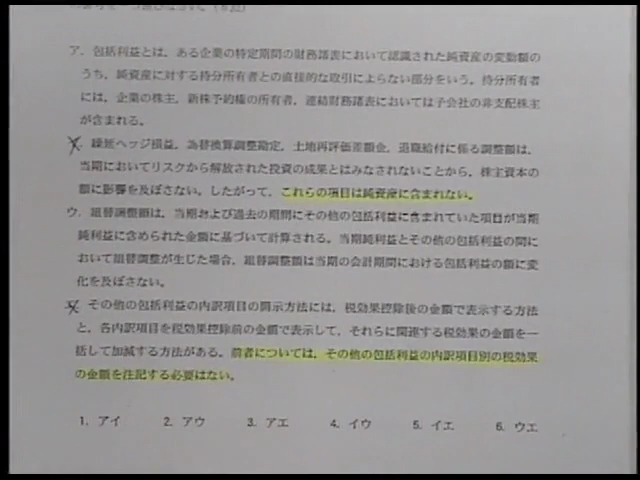 ア．包括利益とは、ある企業の特定期間の財務諸表において認識された純資産の変動額の
うち、純資産に対する持分所有者との直接的な取引によらない部分をいう。持分所有者
には、企業の株主、新株予約権の所有者、連結財務諸表においては子会社の非支配株主
が含まれる。
繰延ヘッジ損益、為替換算調整勘定、土地再評価差額金、退職給付に係る調整額は、
当期においてリスクから解放された投資の成果とはみなされないことから、株主資本の
額に影響を及ぼさない。したがって、これらの項目は純資産に含まれない。
ウ．組替調整額は、当期および過去の期間にその他の包括利益に含まれていた項目が当期
純利益に含められた金額に基づいて計算される。当期純利益とその他の包括利益の間に
おいて組替調整が生じた場合、組替調整額は当期の会計期間における包括利益の額に変
化を及ぼさない。
その他の包括利益の内訳項目の開示方法には、税効果控除後の金額で表示する方法
と、各内訳項目を税効果控除前の金額で表示して、それらに関連する税効果の金額を一
括して加減する方法がある。前者については、その他の包括利益の内訳項目別の税効果
の金額を注記する必要はない。
1．アイ 2．アウ 3．アエ 4．イウ 5．イエ 6．ウエ